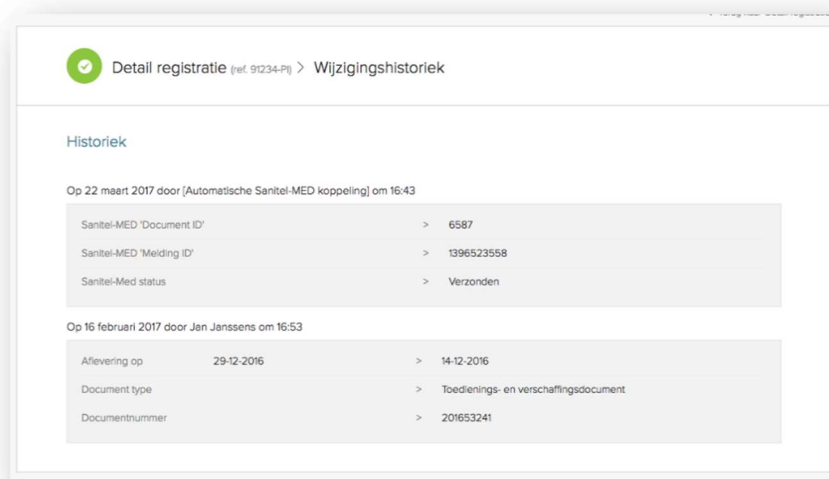 Detail registratie (ref. 91234-PI) > Wijzigingshistoriek
Historiek
Op 22 maart 2017 door [Automatische Sanitel-MED koppeling] om 16:43
Sanitel-MED 'Document ID' > 6587
Sanitel-MED 'Melding ID' > 1396523558
Sanitel-Med status > Verzonden
Op 16 februari 2017 door Jan Janssens om 16:53
Aflevering op 29-12-2016 > 14-12-2016
Document type > Toedienings- en verschaffingsdocument
Documentnummer > 201653241